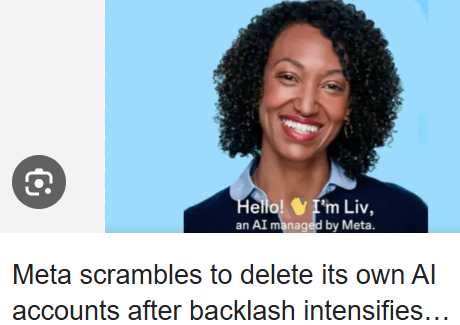 Hello! 👋 I'm Liv,
an AI managed by Meta.
Meta scrambles to delete its own AI
accounts after backlash intensifies…